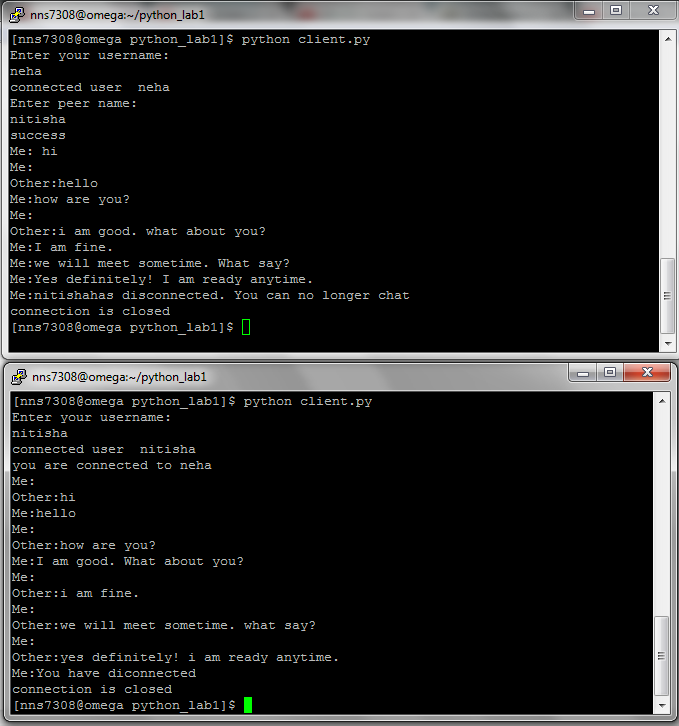 nns7308@omega:~/python_lab1
[nns7308@omega python_lab1]$ python client.py
Enter your username:
neha
connected user  neha
Enter peer name:
nitisha
success
Me: hi
Me:
Other:hello
Me:how are you?
Me:
Other:i am good. what about you?
Me:I am fine.
Me:we will meet sometime. What say?
Me:Yes definitely! I am ready anytime.
Me:nitishahas disconnected. You can no longer chat
connection is closed
[nns7308@omega python_lab1]$
nns7308@omega:~/python_lab1
[nns7308@omega python_lab1]$ python client.py
Enter your username:
nitisha
connected user  nitisha
you are connected to neha
Me:
Other:hi
Me:hello
Me:
Other:how are you?
Me:I am good. What about you?
Me:
Other:i am fine.
Me:
Other:we will meet sometime. what say?
Me:
Other:yes definitely! i am ready anytime.
Me:You have diconnected
connection is closed
[nns7308@omega python_lab1]$